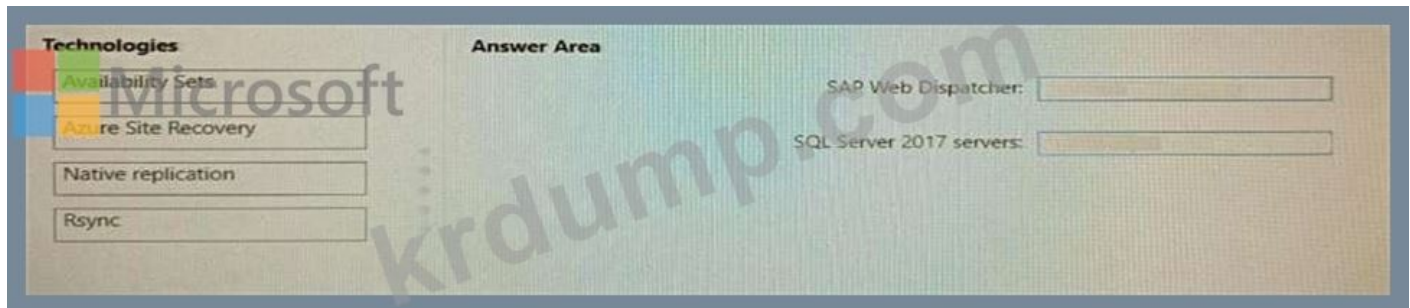 Technologies
Answer Area
Availability Sets
Microsoft
SAP Web Dispatcher:
Azure Site Recovery
SQL Server 2017 servers:
Native replication
Rsync
krdump.com